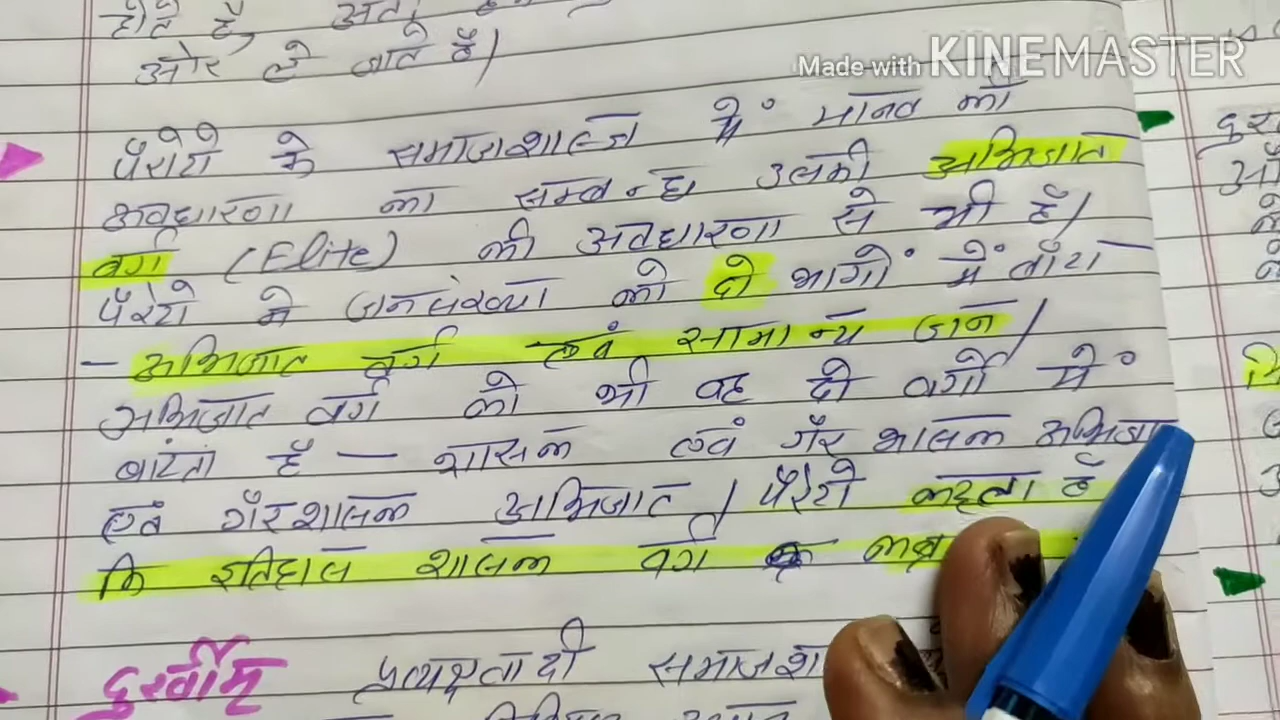 होते हैं,
और हो जाते हैं।
Made with KINEMASTER
पैरेटो के समाजशास्त्र में मानव की
अवधारणा का सम्बन्ध उसकी अभिजात
वर्ग (Elite) की अवधारणा से भी है।
पैरेटो ने जनसंख्या को दो भागों में बाँटा
- अभिजात वर्ग एवं सामान्य जन।
अभिजात वर्ग को भी वह दो वर्गों में
बांटता है — शासक एवं गैर शासक अभिजात
एवं गैरशासक अभिजात। पैरेटो कहता है
कि इतिहास शासक वर्ग
दुर्खीम प्रत्यक्षवादी समाजशा